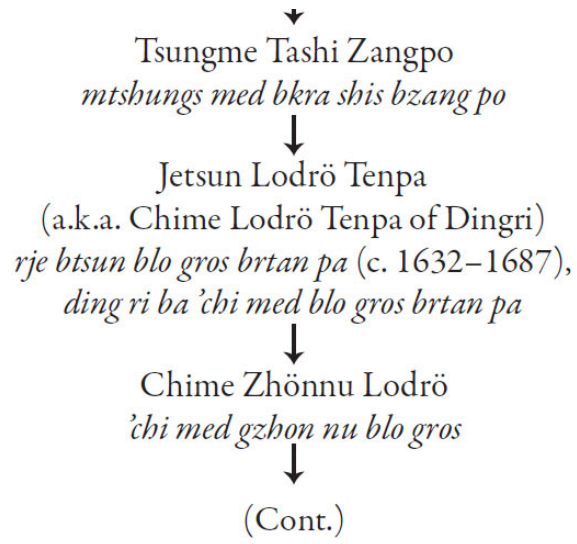 Tsungme Tashi Zangpo
mtshungs med bkra shis bzang po
Jetsun Lodrö Tenpa
(a.k.a. Chime Lodrö Tenpa of Dingri)
rje btsun blo gros brtan pa (c. 1632–1687),
ding ri ba ’chi med blo gros brtan pa
Chime Zhönnu Lodrö
’chi med gzhon nu blo gros
(Cont.)